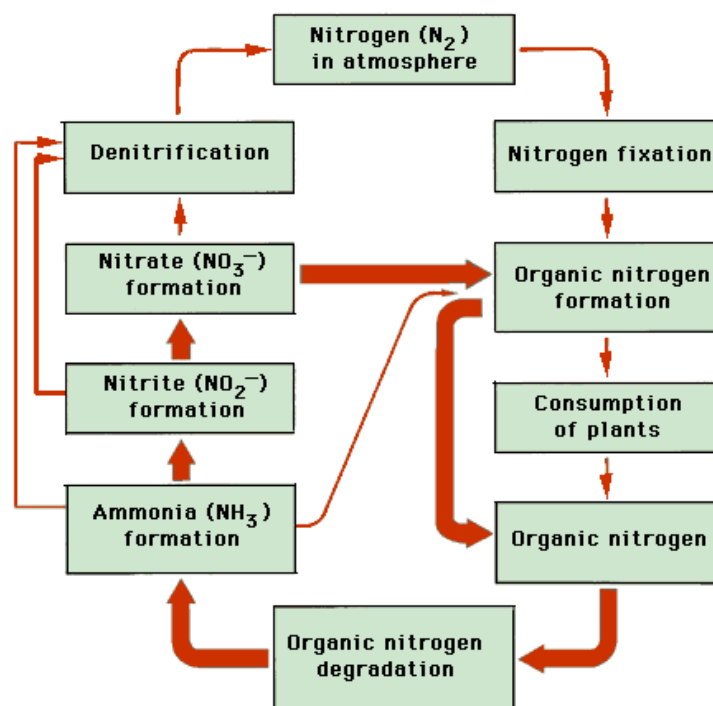 Nitrogen (N₂)
in atmosphere
Denitrification
Nitrogen fixation
Nitrate (NO₃⁻)
formation
Organic nitrogen
formation
Nitrite (NO₂⁻)
formation
Consumption
of plants
Ammonia (NH₃)
formation
Organic nitrogen
Organic nitrogen
degradation